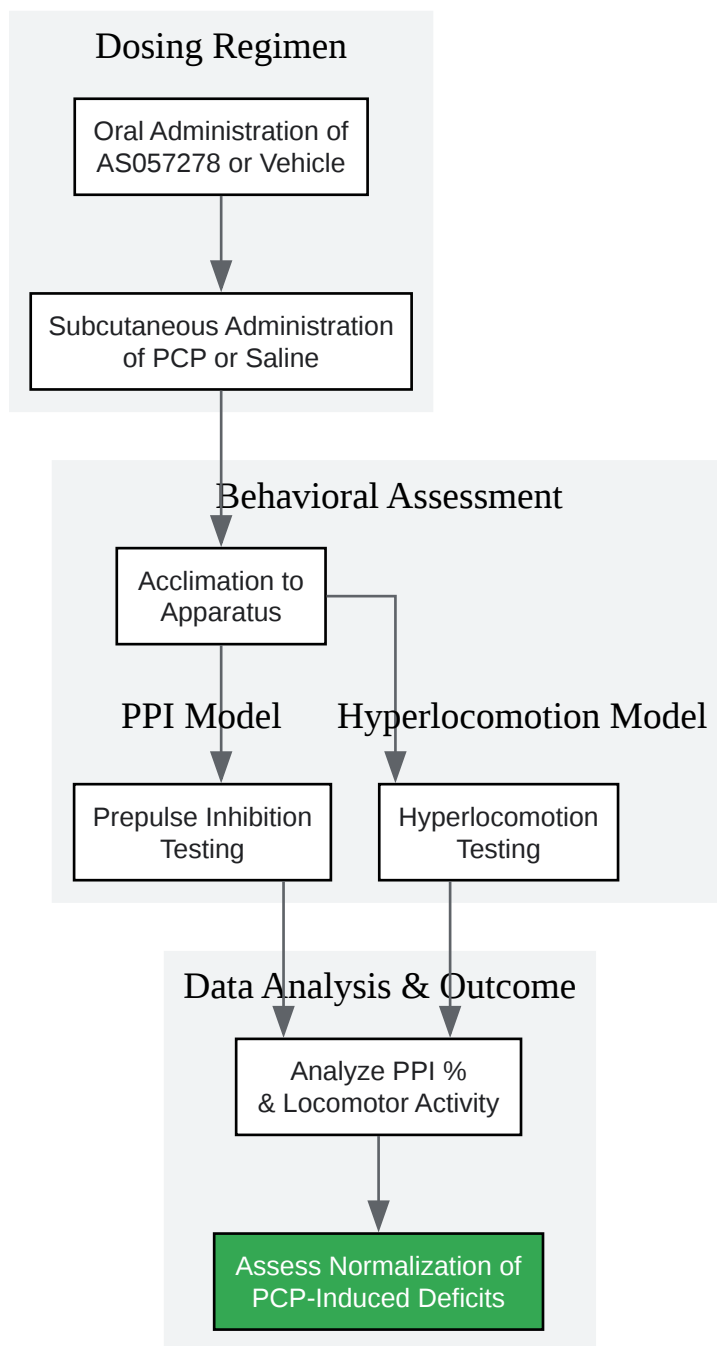 Dosing Regimen
Oral Administration of
AS057278 or Vehicle
Subcutaneous Administration
of PCP or Saline
Behavioral Assessment
Acclimation to
Apparatus
PPI Model
Hyperlocomotion Model
Prepulse Inhibition
Testing
Hyperlocomotion
Testing
Data Analysis & Outcome
Analyze PPI %
& Locomotor Activity
Assess Normalization of
PCP-Induced Deficits